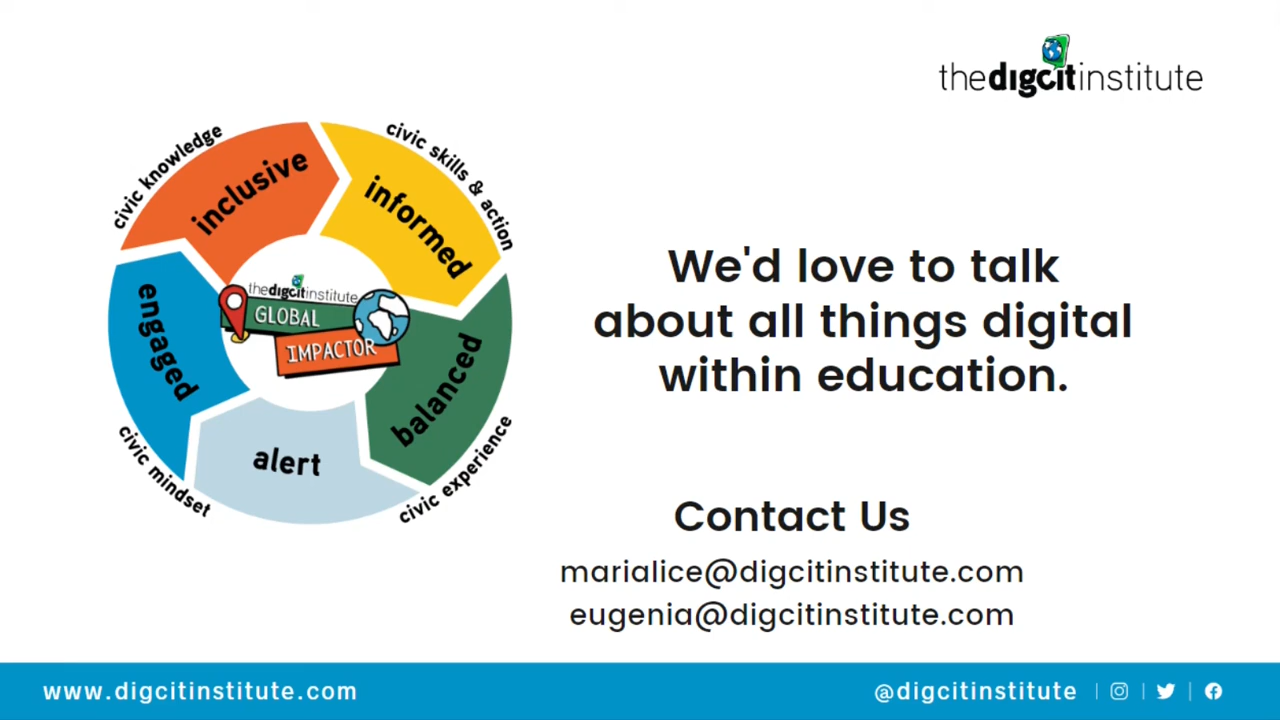 thedigcitinstitute
civic knowledge
civic skills & action
inclusive
informed
engaged
thedigcitinstitute
GLOBAL
IMPACTOR
balanced
alert
civic mindset
civic experience
We'd love to talk
about all things digital
within education.
Contact Us
marialice@digcitinstitute.com
eugenia@digcitinstitute.com
www.digcitinstitute.com
@digcitinstitute